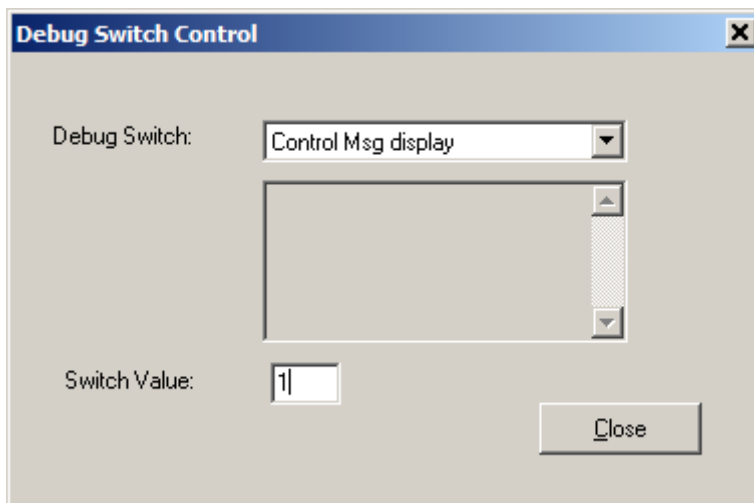 Debug Switch Control
Debug Switch: Control Msg display
Switch Value: 1
Close